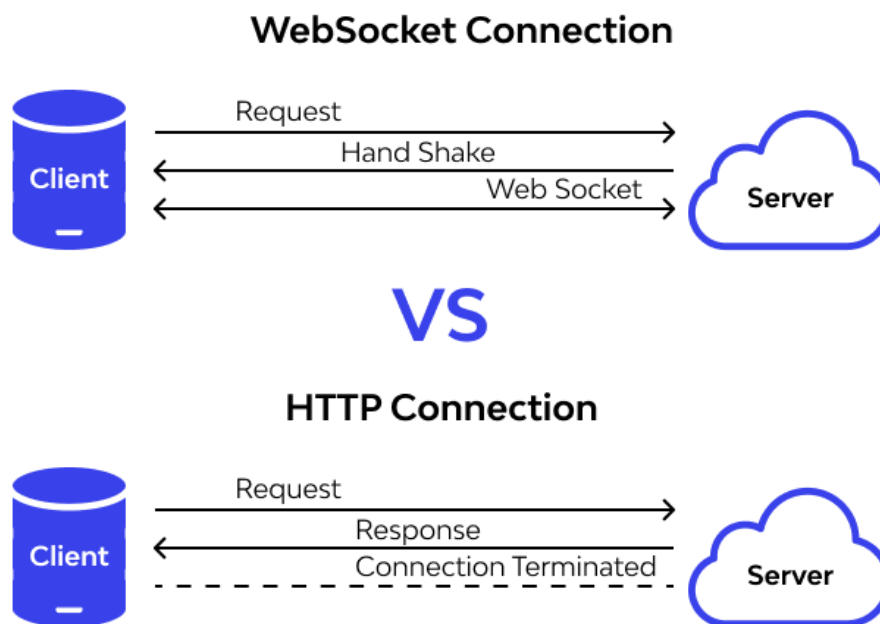 WebSocket Connection
Request
Hand Shake
Client
Web Socket
Server
VS
HTTP Connection
Request
Response
Client
Connection Terminated
Server